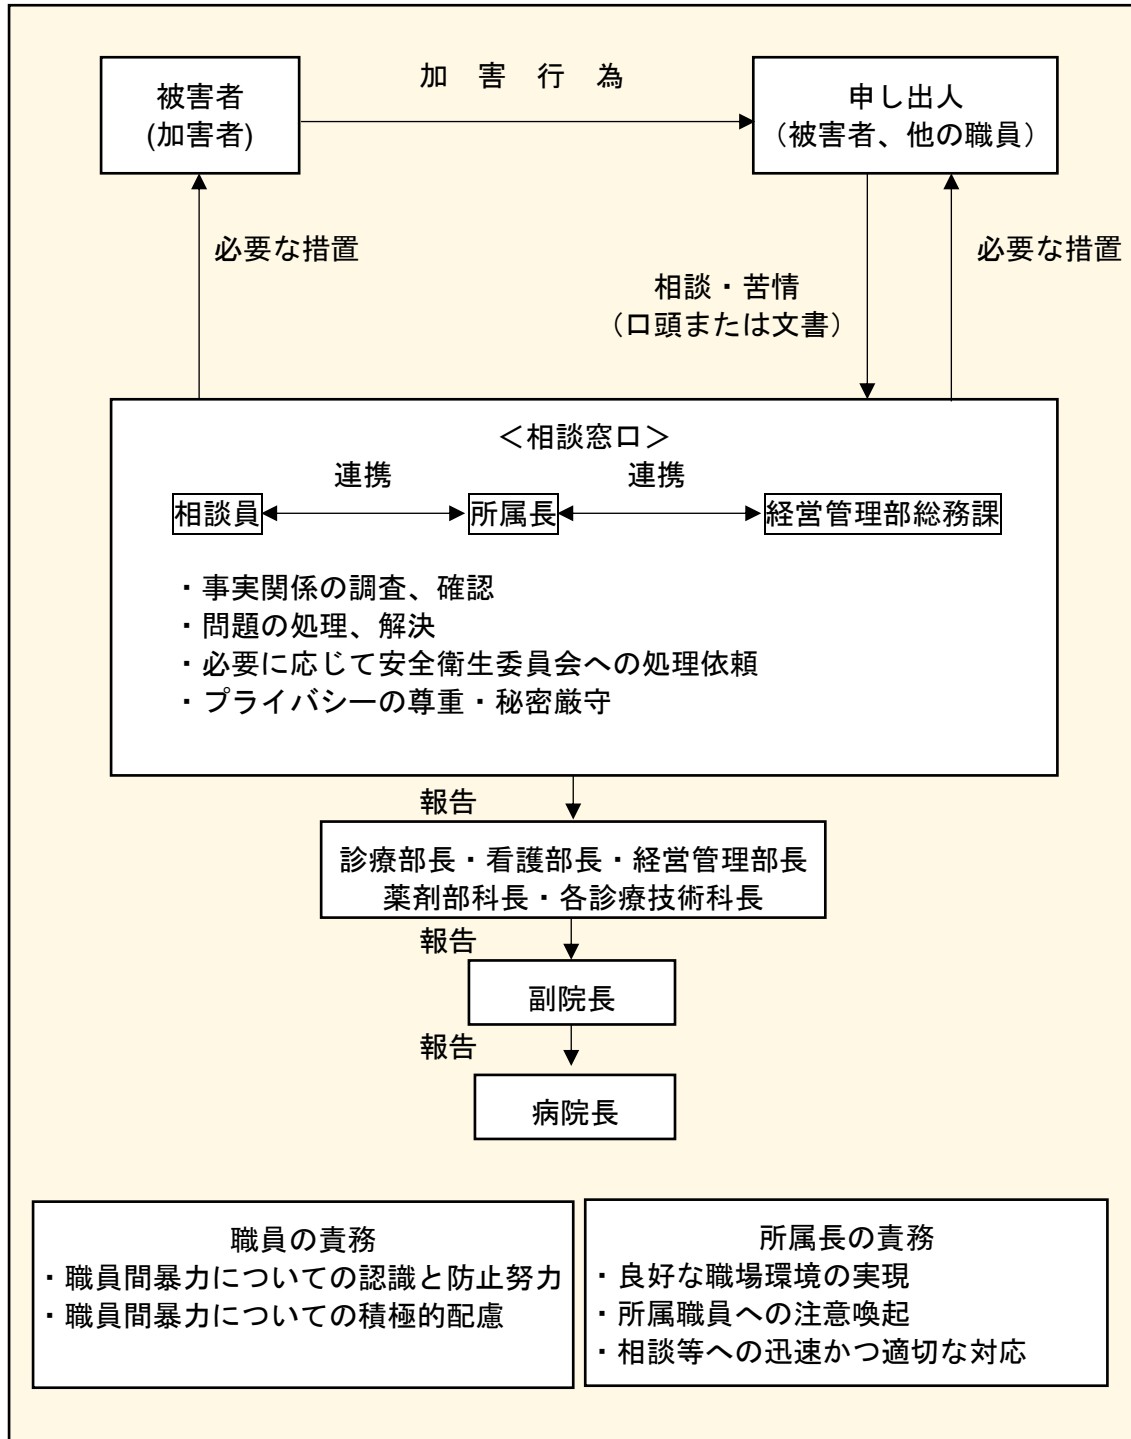 加 害 行 為
被害者
(加害者)
申し出人
（被害者、他の職員）
必要な措置
必要な措置
相談・苦情
（口頭または文書）
＜相談窓口＞
連携
連携
相談員
所属長
経営管理部総務課
・事実関係の調査、確認
・問題の処理、解決
・必要に応じて安全衛生委員会への処理依頼
・プライバシーの尊重・秘密厳守
報告
診療部長・看護部長・経営管理部長
薬剤部科長・各診療技術科長
報告
副院長
報告
病院長
職員の責務
・職員間暴力についての認識と防止努力
・職員間暴力についての積極的配慮
所属長の責務
・良好な職場環境の実現
・所属職員への注意喚起
・相談等への迅速かつ適切な対応